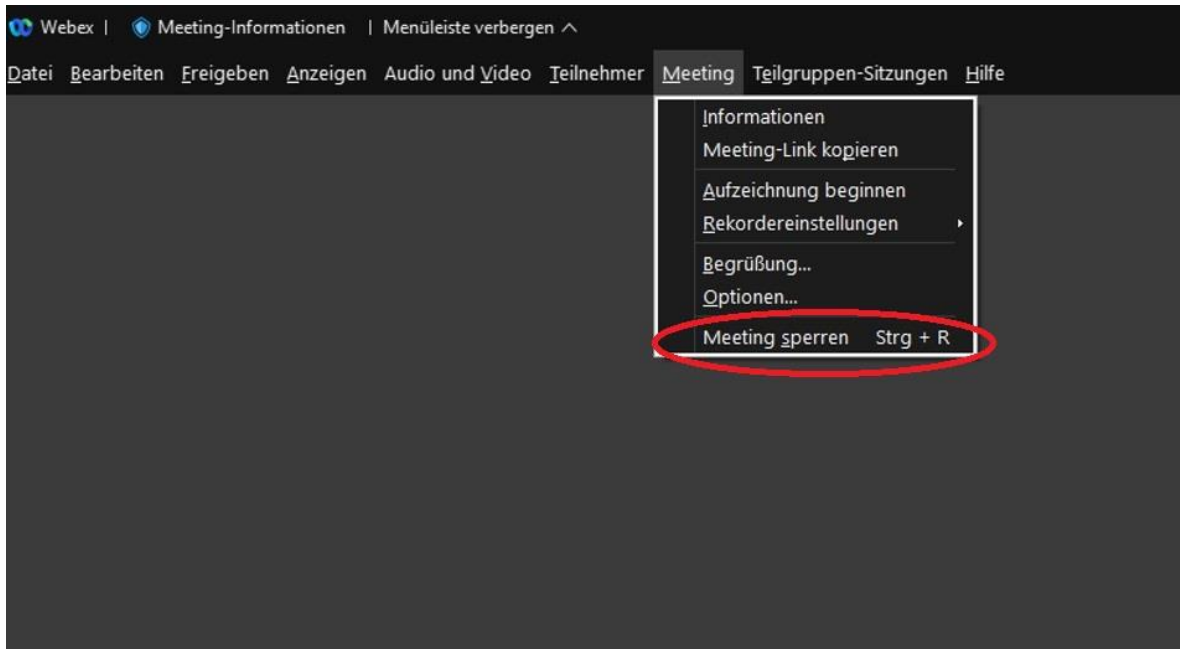 Webex | Meeting-Informationen | Menüleiste verbergen
Datei Bearbeiten Freigeben Anzeigen Audio und Video Teilnehmer Meeting Teilgruppen-Sitzungen Hilfe
Informationen
Meeting-Link kopieren
Aufzeichnung beginnen
Rekordereinstellungen
Begrüßung...
Optionen...
Meeting sperren Strg + R